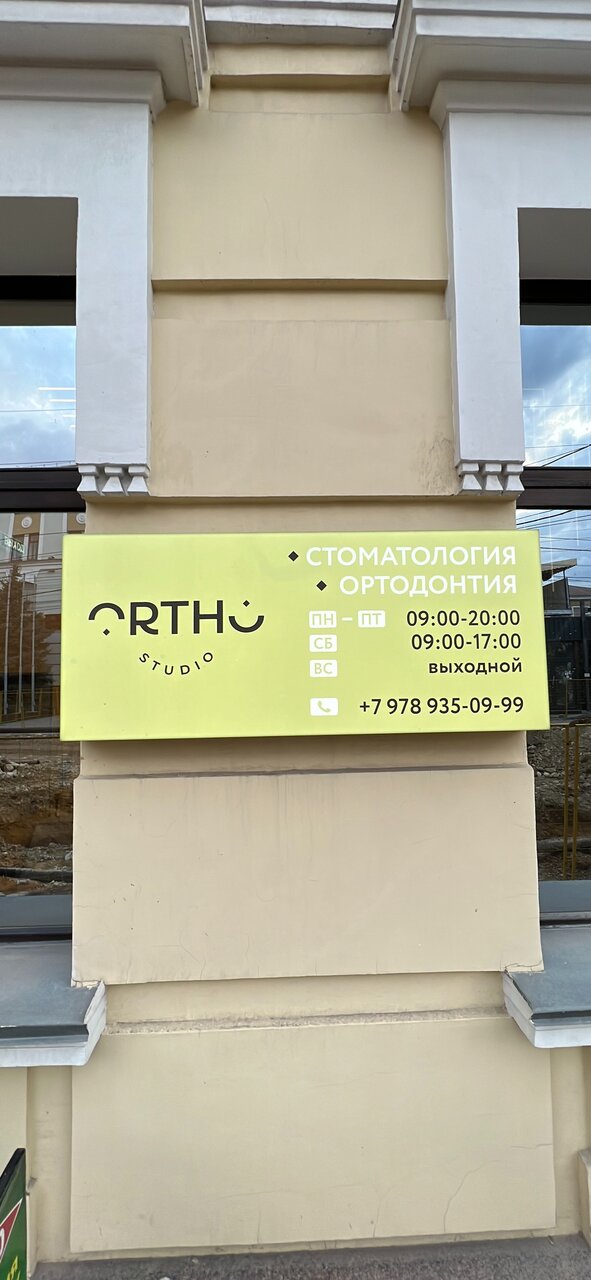 ORTHO
STUDIO
СТОМАТОЛОГИЯ
ОРТОДОНТИЯ
ПН – ПТ 09:00-20:00
СБ 09:00-17:00
ВС выходной
+7 978 935-09-99